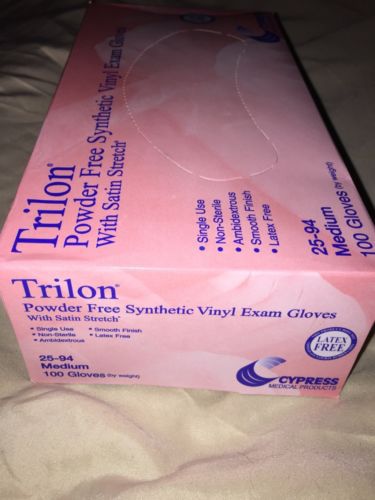 Trilon®
Powder Free Synthetic Vinyl Exam Gloves
With Satin Stretch®
• Single Use
• Non-Sterile
• Ambidextrous
• Smooth Finish
• Latex Free
25-94
Medium
100 Gloves (by weight)
Trilon®
Powder Free Synthetic Vinyl Exam Gloves
With Satin Stretch®
• Single Use • Smooth Finish
• Non-Sterile • Latex Free
• Ambidextrous
25-94
Medium
100 Gloves (by weight)
LATEX
FREE
CYPRESS
MEDICAL PRODUCTS